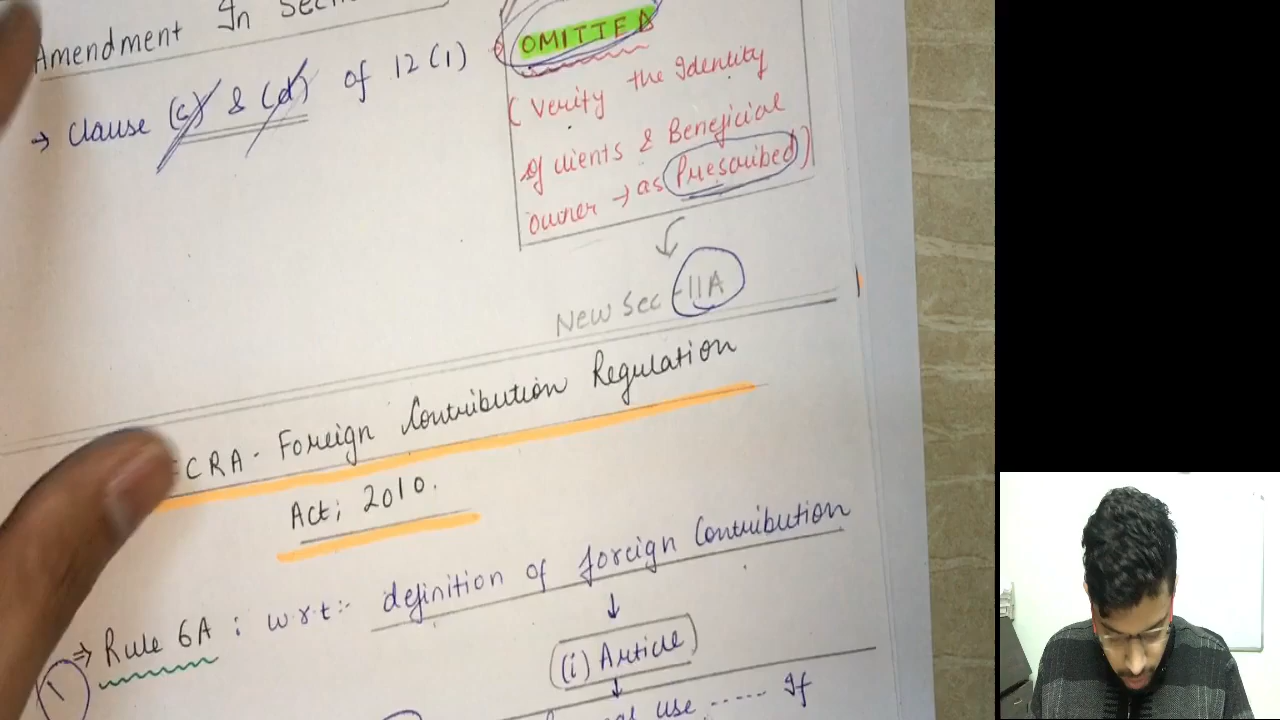 Amendment In Sec
→ Clause (c) & (d) of 12(1)
OMITTED
( Verify the Identity
of clients & Beneficial
owner → as Prescribed )
New Sec - 11A
FCRA - Foreign Contribution Regulation
Act; 2010.
1 ⇒ Rule 6A : w.r.t:- definition of foreign Contribution
(i) Article
use ...... If